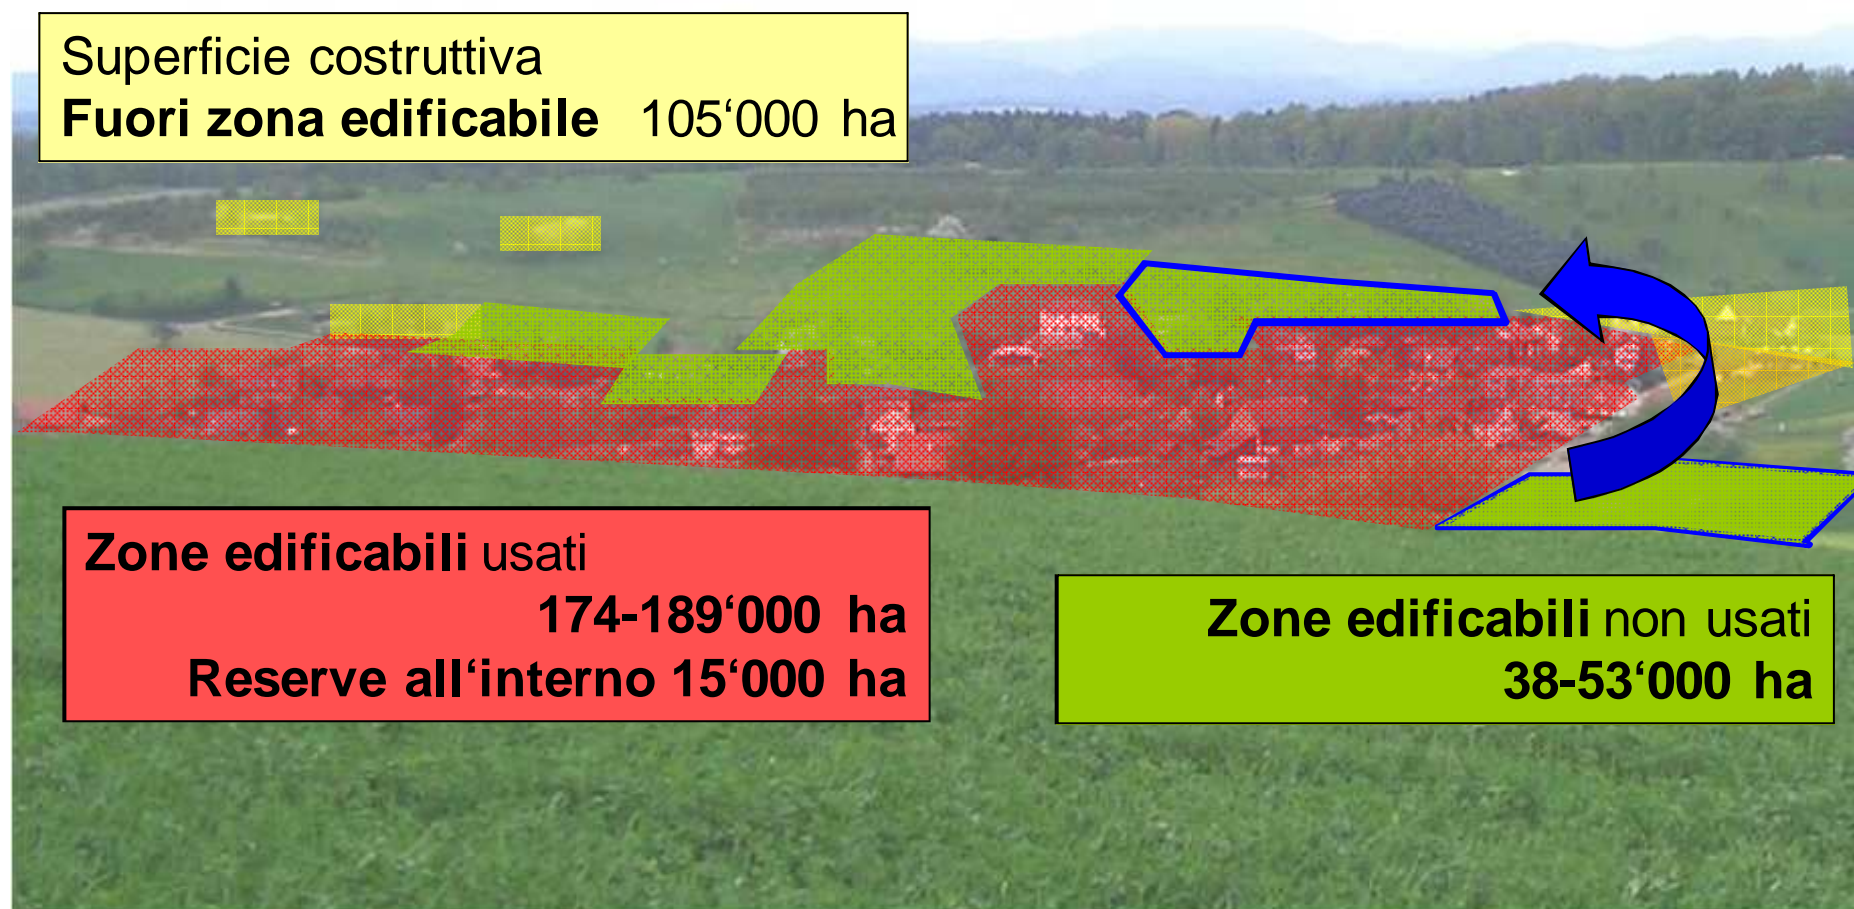 Superficie costruttiva
Fuori zona edificabile 105‘000 ha
Zone edificabili usati
174-189‘000 ha
Reserve all‘interno 15‘000 ha
Zone edificabili non usati
38-53‘000 ha